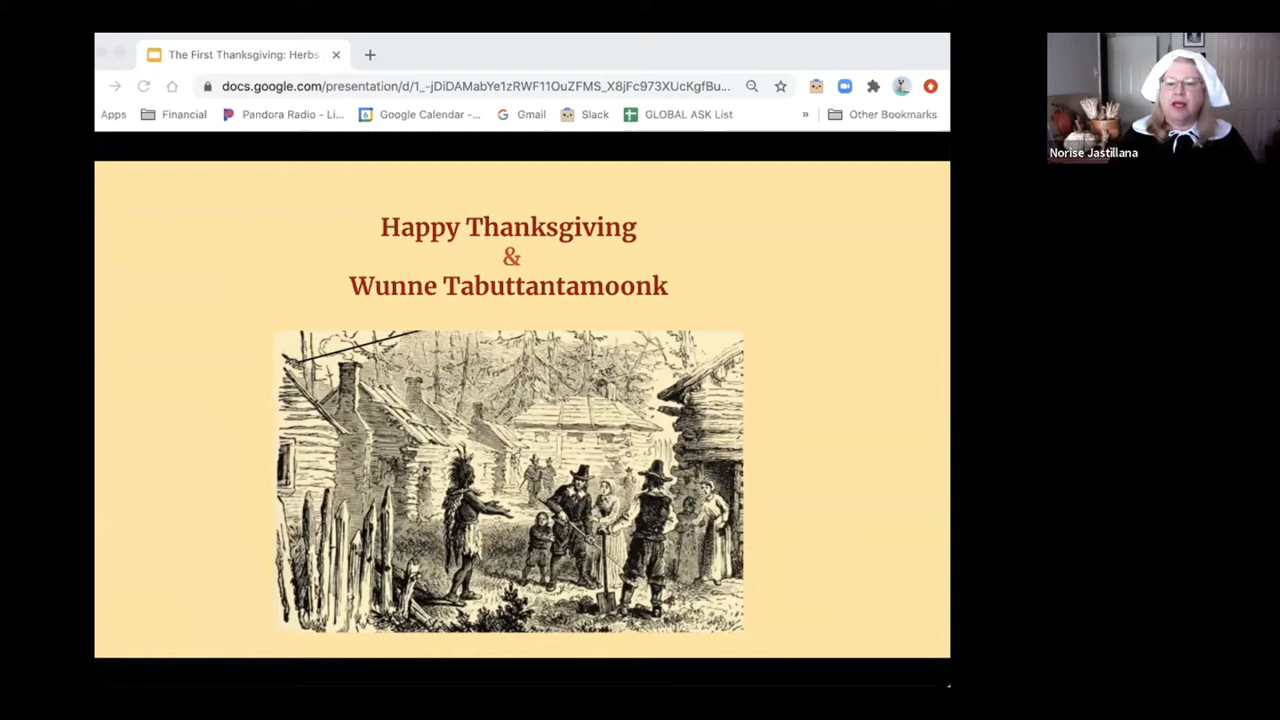 The First Thanksgiving: Herbs
docs.google.com/presentation/d/1_-jDiDAMabYe1zRWF11OuZFMS_X8jFc973XUcKgfBu...
Apps Financial Pandora Radio - Li... Google Calendar -... Gmail Slack GLOBAL ASK List » Other Bookmarks
Norise Jastillana
Happy Thanksgiving
&
Wunne Tabuttantamoonk